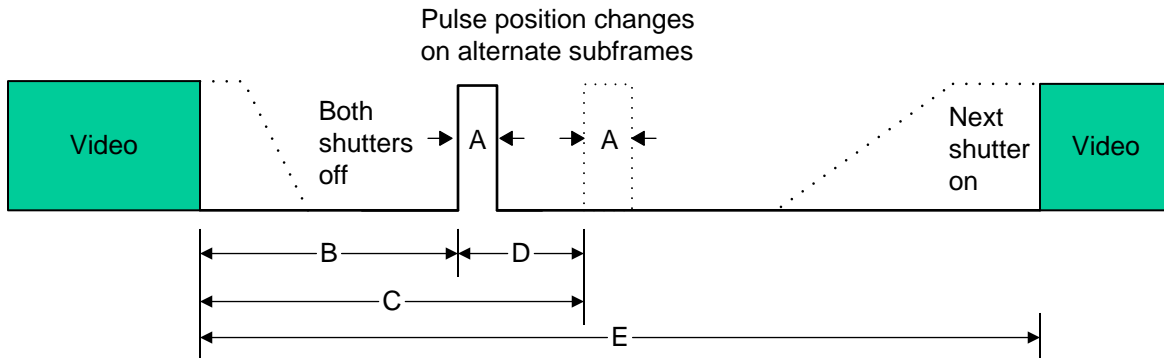 Pulse position changes
on alternate subframes
Video
Both
shutters
off
A
A
Next
shutter
on
Video
B
D
C
E